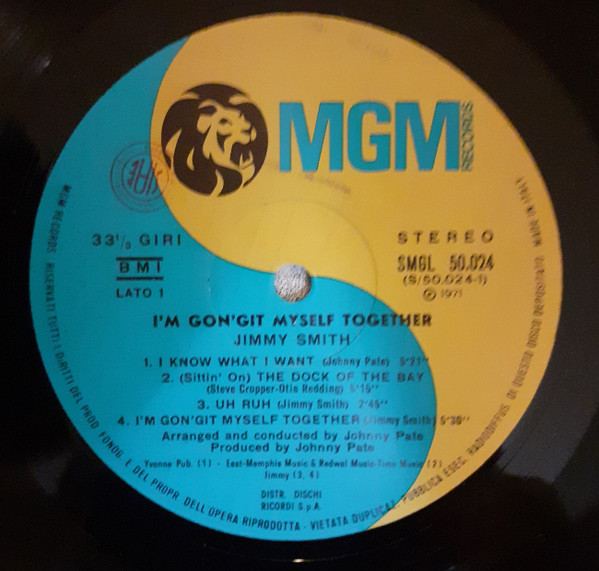 MGM
RECORDS
33⅓ GIRI
STEREO
BMI
SMGL 50.024
(S/50.024-1)
LATO 1
℗ 1971
I'M GON'GIT MYSELF TOGETHER
JIMMY SMITH
1. I KNOW WHAT I WANT (Johnny Pate) 5'21"
2. (Sittin' On) THE DOCK OF THE BAY
(Steve Cropper-Otis Redding) 5'15"
3. UH RUH (Jimmy Smith) 2'45"
4. I'M GON'GIT MYSELF TOGETHER (Jimmy Smith) 5'30"
Arranged and conducted by Johnny Pate
Produced by Johnny Pate
Yvonne Pub. (1) - East-Memphis Music & Redwal Music-Time Music (2)
Jimmy (3, 4)
DISTR. DISCHI
RICORDI S.p.A.
MGM RECORDS. RISERVATI TUTTI I DIRITTI DEL PROD. FONOG. E DEL PROPR. DELL'OPERA RIPRODOTTA - VIETATA DUPLICAZ. PUBBLICA ESEC. RADIODIFFUS. DI QUESTO DISCO DEPOSITATO. MADE IN ITALY